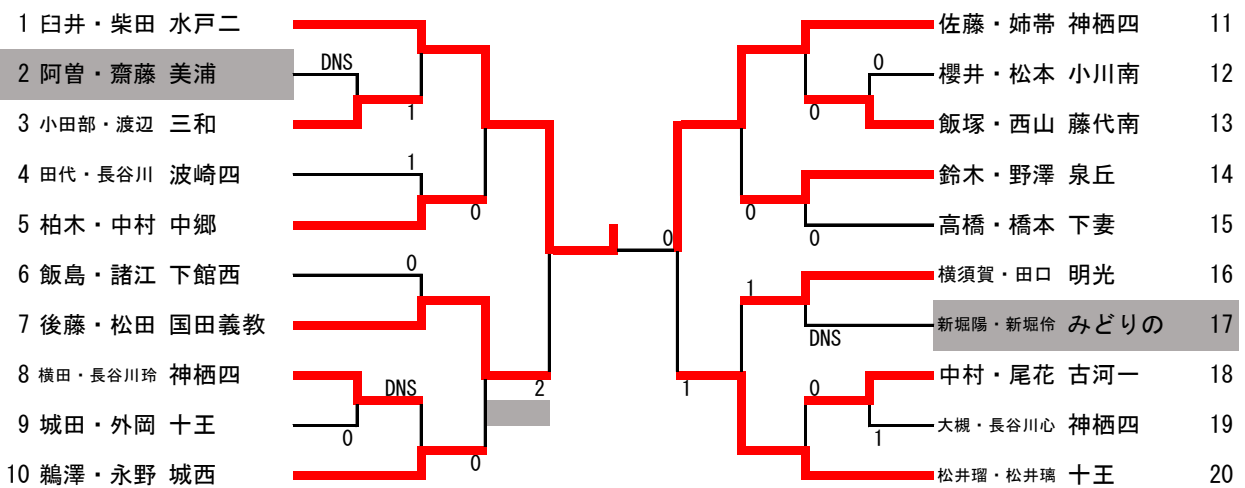 1 臼井・柴田 水戸二
2 阿曽・齋藤 美浦
3 小田部・渡辺 三和
4 田代・長谷川 波崎四
5 柏木・中村 中郷
6 飯島・諸江 下館西
7 後藤・松田 国田義教
8 横田・長谷川玲 神栖四
9 城田・外岡 十王
10 鵜澤・永野 城西
DNS
1
1
0
0
DNS
0
0
2
0
1
0
0
0
0
1
DNS
0
1
佐藤・姉帯 神栖四 11
櫻井・松本 小川南 12
飯塚・西山 藤代南 13
鈴木・野澤 泉丘 14
高橋・橋本 下妻 15
横須賀・田口 明光 16
新堀陽・新堀伶 みどりの 17
中村・尾花 古河一 18
大槻・長谷川心 神栖四 19
松井瑠・松井璃 十王 20